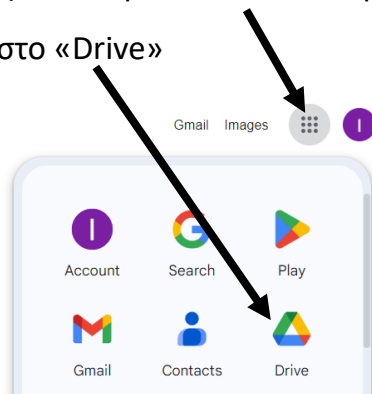 στο «Drive»
Gmail Images I
I
Account Search Play
Gmail Contacts Drive